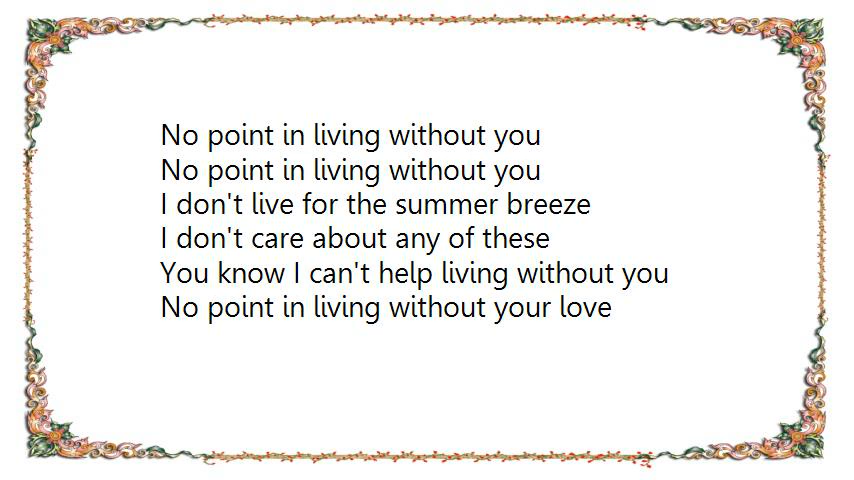 No point in living without you
No point in living without you
I don't live for the summer breeze
I don't care about any of these
You know I can't help living without you
No point in living without your love